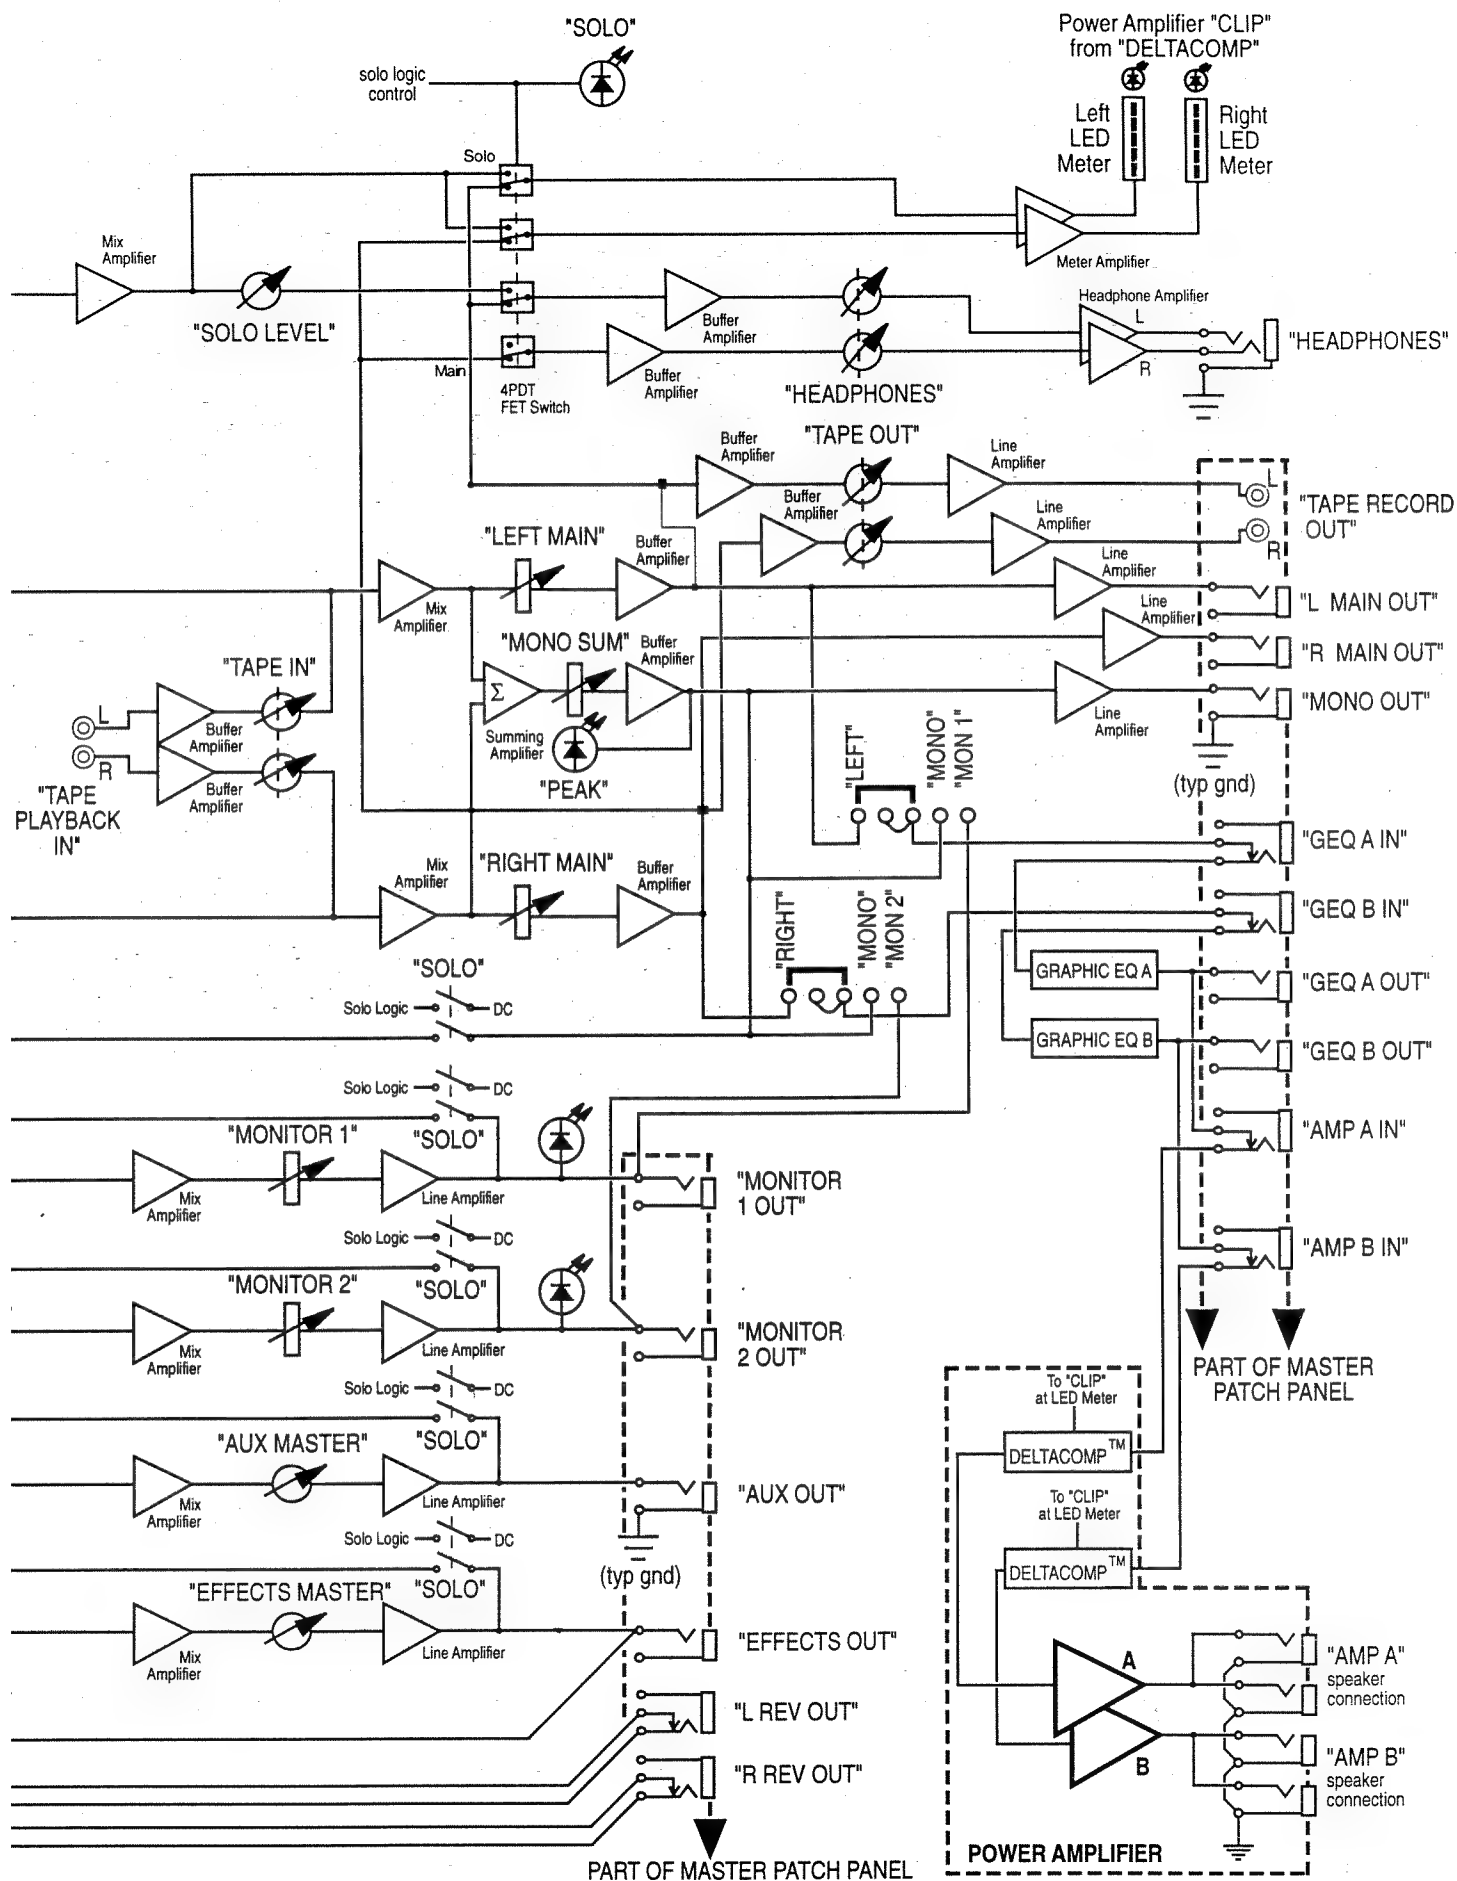 "SOLO"
Power Amplifier "CLIP"
from "DELTACOMP"
solo logic
control
Left
LED
Meter
Right
LED
Meter
Solo
Mix
Amplifier
Meter Amplifier
"SOLO LEVEL"
Buffer
Amplifier
Headphone Amplifier
L
R
"HEADPHONES"
Main
4PDT
FET Switch
Buffer
Amplifier
"HEADPHONES"
"TAPE OUT"
Buffer
Amplifier
Line
Amplifier
Buffer
Amplifier
Line
Amplifier
L
R
"TAPE RECORD
OUT"
"LEFT MAIN"
Buffer
Amplifier
Mix
Amplifier
Line
Amplifier
"L MAIN OUT"
Line
Amplifier
"R MAIN OUT"
"MONO SUM"
Buffer
Amplifier
Σ
Summing
Amplifier
"PEAK"
Line
Amplifier
"MONO OUT"
(typ gnd)
"TAPE IN"
L
R
Buffer
Amplifier
Buffer
Amplifier
"TAPE
PLAYBACK
IN"
"LEFT"
"MONO"
"MON 1"
"GEQ A IN"
Mix
Amplifier
"RIGHT MAIN"
Buffer
Amplifier
"RIGHT"
"MONO"
"MON 2"
"GEQ B IN"
GRAPHIC EQ A
"GEQ A OUT"
GRAPHIC EQ B
"GEQ B OUT"
"SOLO"
Solo Logic
DC
Solo Logic
DC
"SOLO"
"MONITOR 1"
Mix
Amplifier
Line Amplifier
"MONITOR
1 OUT"
"AMP A IN"
Solo Logic
DC
"SOLO"
"MONITOR 2"
Mix
Amplifier
Line Amplifier
"MONITOR
2 OUT"
"AMP B IN"
PART OF MASTER
PATCH PANEL
Solo Logic
DC
"SOLO"
"AUX MASTER"
Mix
Amplifier
Line Amplifier
"AUX OUT"
(typ gnd)
To "CLIP"
at LED Meter
DELTACOMP TM
To "CLIP"
at LED Meter
DELTACOMP TM
Solo Logic
DC
"SOLO"
"EFFECTS MASTER"
Mix
Amplifier
Line Amplifier
"EFFECTS OUT"
"L REV OUT"
"R REV OUT"
PART OF MASTER PATCH PANEL
A
B
"AMP A"
speaker
connection
"AMP B"
speaker
connection
POWER AMPLIFIER